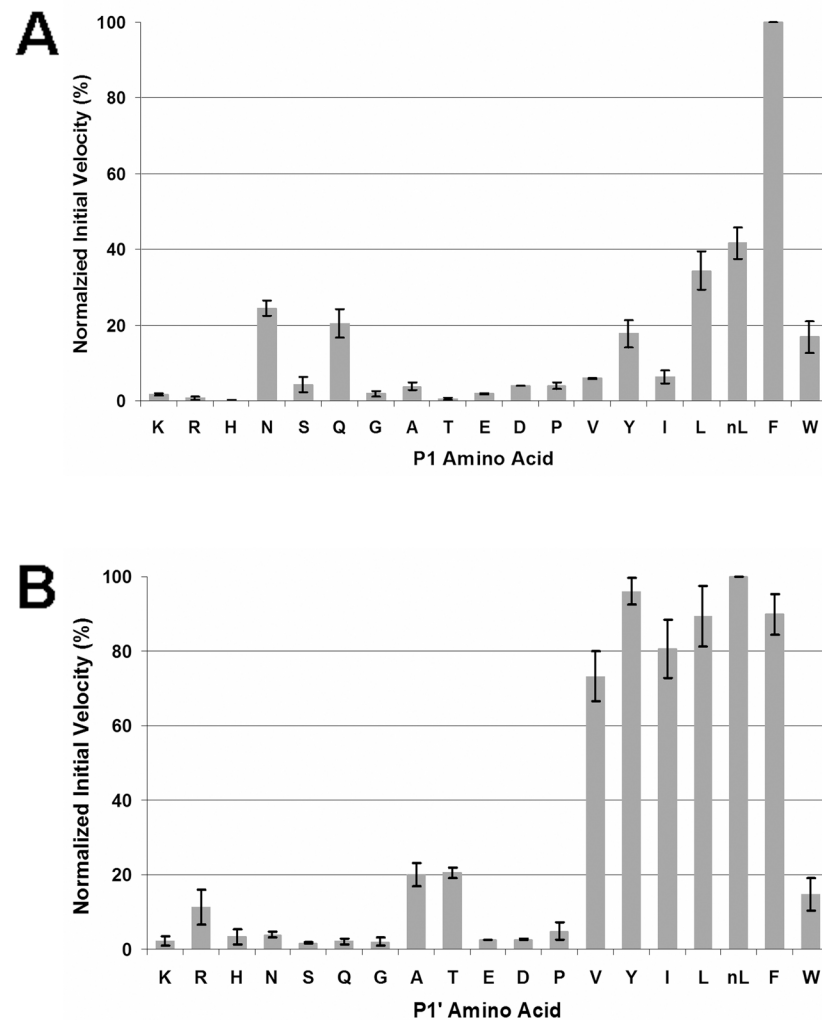 A
Normalzied Initial Velocity (%)
100
80
60
40
20
0
K R H N S Q G A T E D P V Y I L nL F W
P1 Amino Acid
B
Normalized Initial Velocity (%)
100
80
60
40
20
0
K R H N S Q G A T E D P V Y I L nL F W
P1' Amino Acid